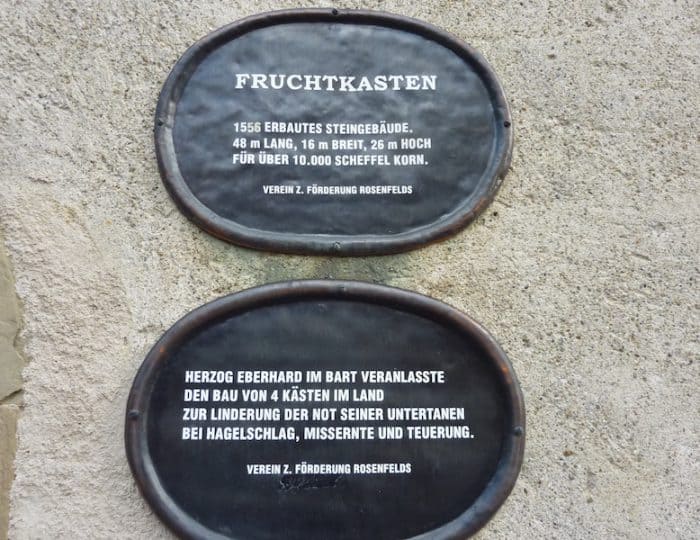 FRUCHTKASTEN
1556 ERBAUTES STEINGEBÄUDE.
48 m LANG, 16 m BREIT, 26 m HOCH
FÜR ÜBER 10.000 SCHEFFEL KORN.
VEREIN Z. FÖRDERUNG ROSENFELDS
HERZOG EBERHARD IM BART VERANLASSTE
DEN BAU VON 4 KÄSTEN IM LAND
ZUR LINDERUNG DER NOT SEINER UNTERTANEN
BEI HAGELSCHLAG, MISSERNTE UND TEUERUNG.
VEREIN Z. FÖRDERUNG ROSENFELDS